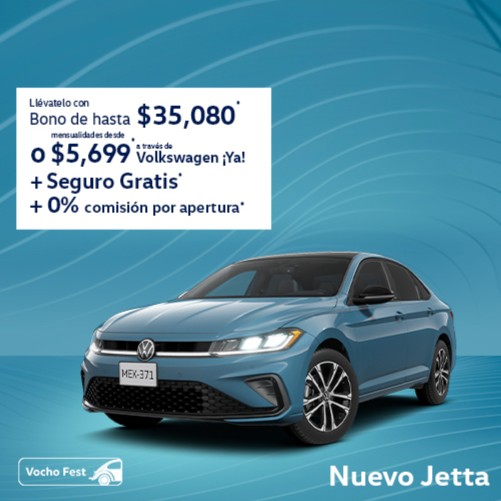 Llévatelo con
Bono de hasta $35,080*
mensualidades desde
o $5,699* a través de Volkswagen ¡Ya!
+ Seguro Gratis*
+ 0% comisión por apertura*
MEX-371
Vocho Fest
Nuevo Jetta